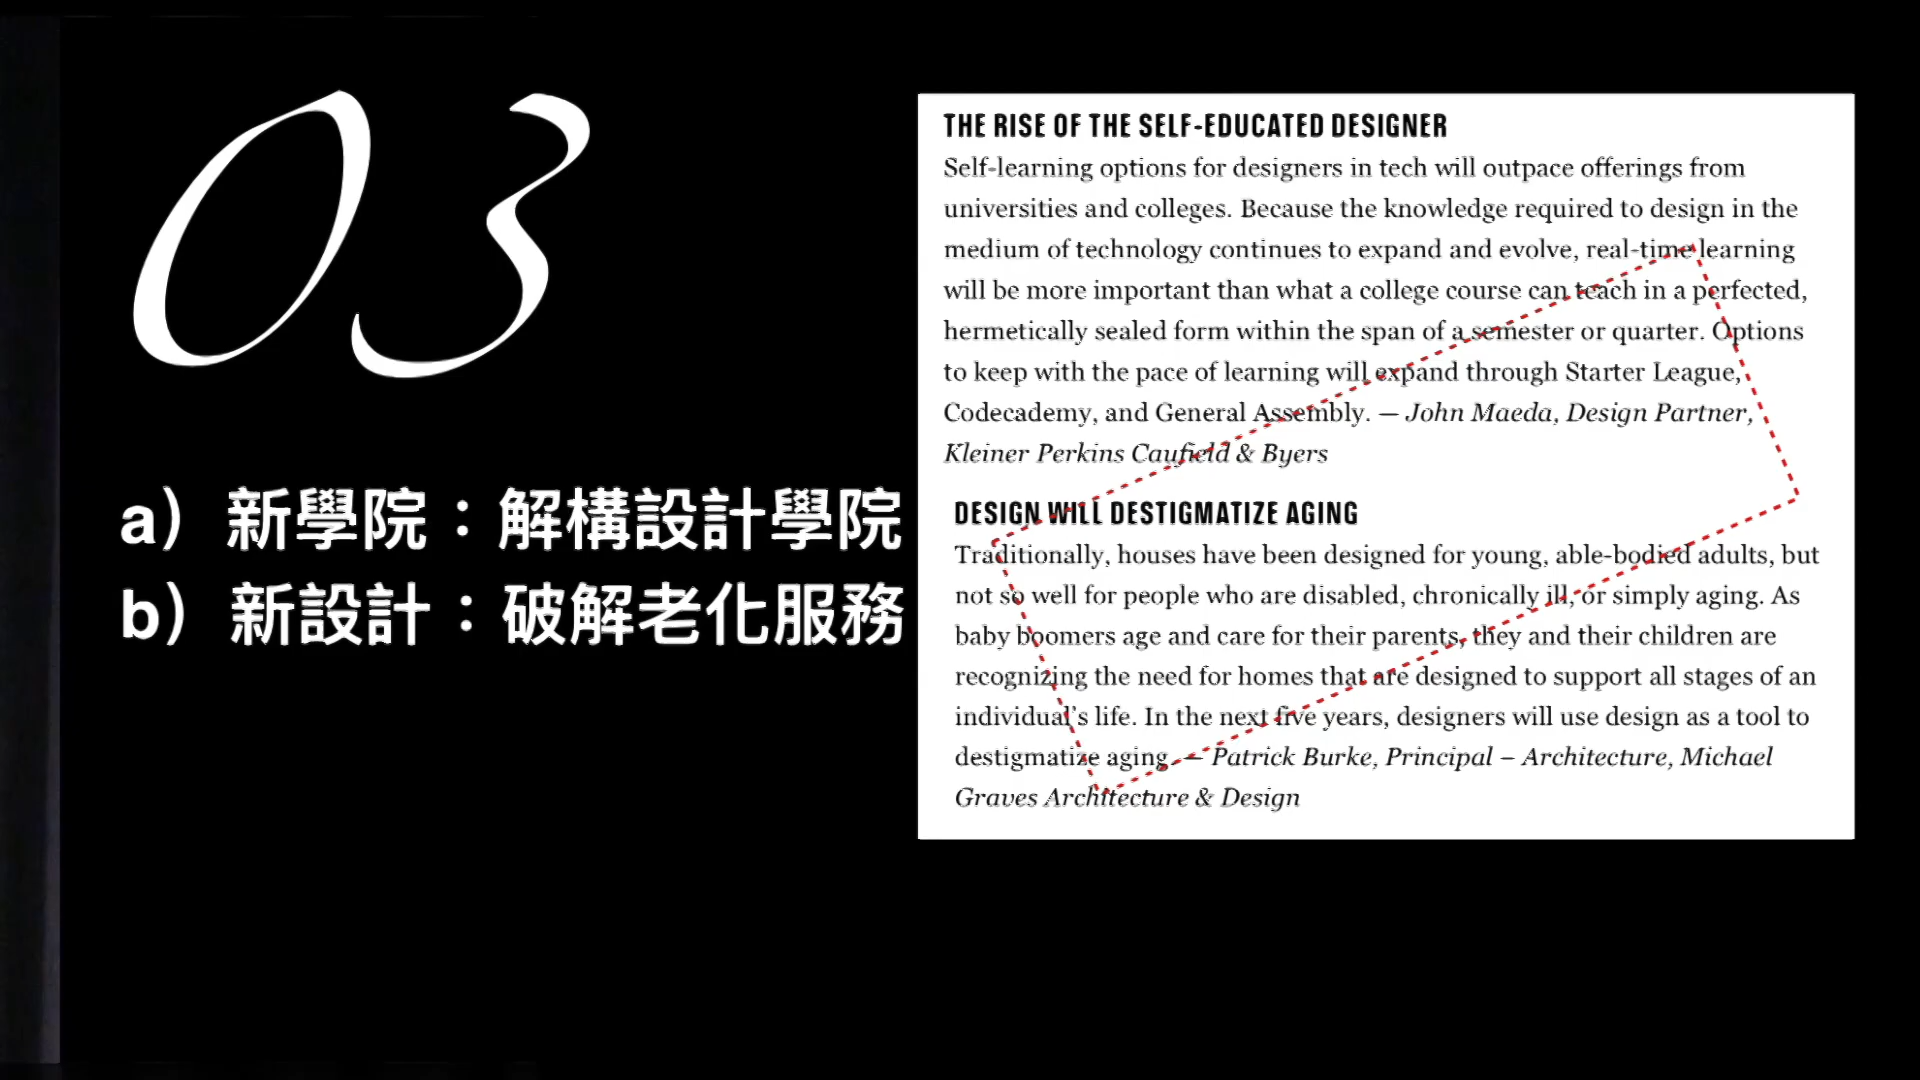 03
a）新學院：解構設計學院
b）新設計：破解老化服務
THE RISE OF THE SELF-EDUCATED DESIGNER
Self-learning options for designers in tech will outpace offerings from
universities and colleges. Because the knowledge required to design in the
medium of technology continues to expand and evolve, real-time learning
will be more important than what a college course can teach in a perfected,
hermetically sealed form within the span of a semester or quarter. Options
to keep with the pace of learning will expand through Starter League,
Codecademy, and General Assembly. — John Maeda, Design Partner,
Kleiner Perkins Caufield & Byers
DESIGN WILL DESTIGMATIZE AGING
Traditionally, houses have been designed for young, able-bodied adults, but
not so well for people who are disabled, chronically ill, or simply aging. As
baby boomers age and care for their parents, they and their children are
recognizing the need for homes that are designed to support all stages of an
individual's life. In the next five years, designers will use design as a tool to
destigmatize aging. — Patrick Burke, Principal – Architecture, Michael
Graves Architecture & Design